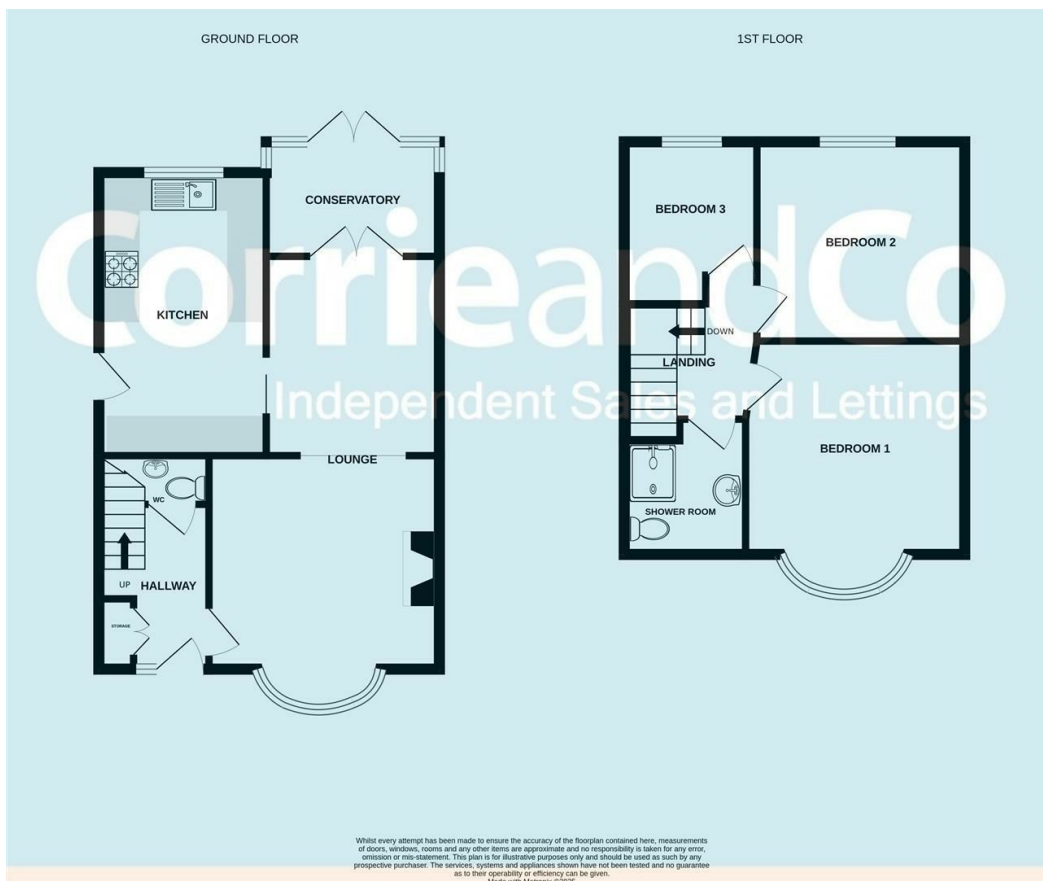 GROUND FLOOR
1ST FLOOR
CONSERVATORY
KITCHEN
LOUNGE
WC
UP
HALLWAY
STORAGE
BEDROOM 3
BEDROOM 2
DOWN
LANDING
BEDROOM 1
SHOWER ROOM
CorrieandCo
Independent Sales and Lettings
Whilst every attempt has been made to ensure the accuracy of the floorplan contained here, measurements
of doors, windows, rooms and any other items are approximate and no responsibility is taken for any error,
omission or mis-statement. This plan is for illustrative purposes only and should be used as such by any
prospective purchaser. The services, systems and appliances shown have not been tested and no guarantee
as to their operability or efficiency can be given.
Made with Metropix ©2025